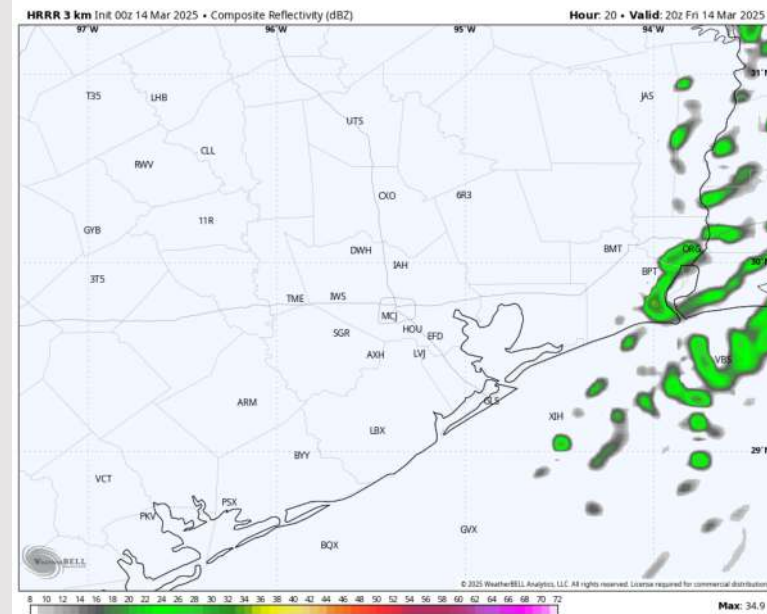 HRRR 3 km Init 00z 14 Mar 2025 • Composite Reflectivity (dBZ) Hour: 20 • Valid: 20z Fri 14 Mar 2025
97°W 96°W 95°W 94°W
31°N
T35 LHB JAS
UTS
CLL
RWV
CXO 6R3
11R
GYB
DWH BMT ORG
IAH 30°N
3T5 BPT
TME IWS
MCJ
SGR HOU EFD
AXH LVJ VBS
ARM GLS
XIH
LBX
BYY 29°N
VCT
PSX
PKV
GVX
BQX
WeatherBELL
© 2025 WeatherBELL Analytics, LLC. All rights reserved. License required for commercial distribution
8 10 12 14 16 18 20 22 24 26 28 30 32 34 36 38 40 42 44 46 48 50 52 54 56 58 60 62 64 66 68 70 72
Max: 34.9